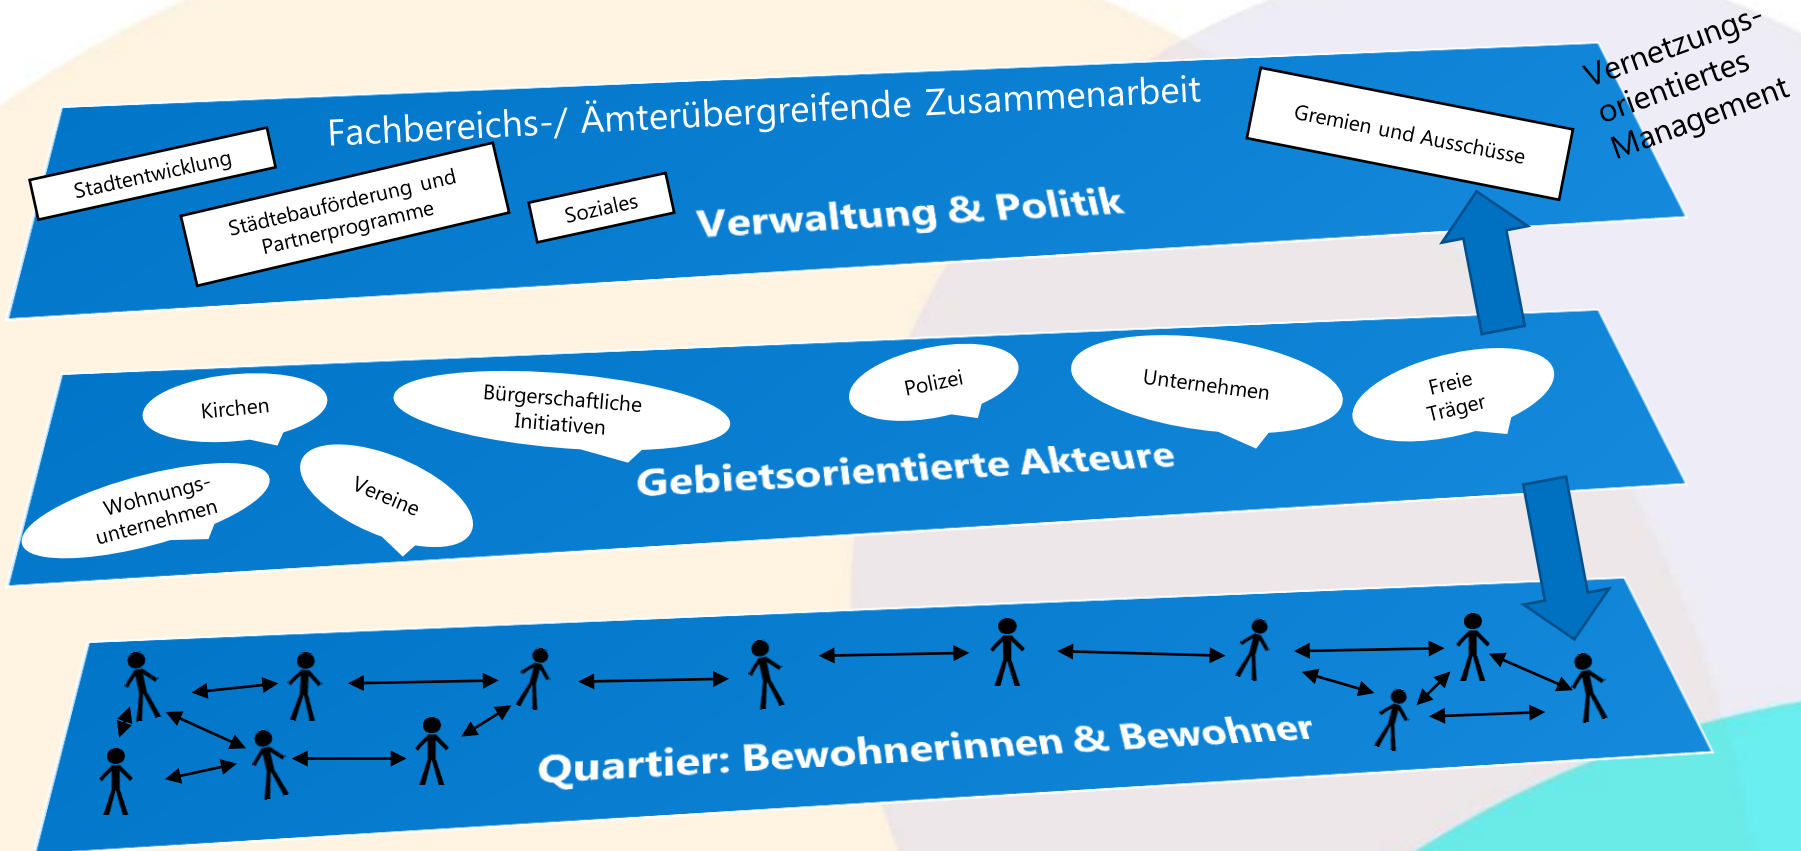 Vernetzungs-
orientiertes
Management
Fachbereichs-/ Ämterübergreifende Zusammenarbeit
Gremien und Ausschüsse
Stadtentwicklung
Städtebauförderung und
Partnerprogramme
Soziales
Verwaltung & Politik
Kirchen
Bürgerschaftliche
Initiativen
Polizei
Unternehmen
Freie
Träger
Wohnungs-
unternehmen
Vereine
Gebietsorientierte Akteure
Quartier: Bewohnerinnen & Bewohner